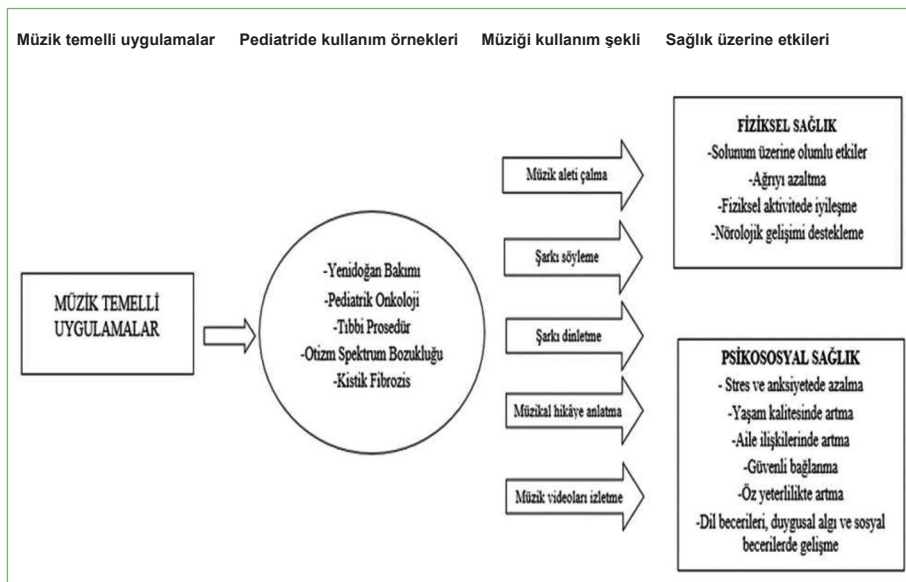 Müzik temelli uygulamalar Pediatride kullanım örnekleri Müziği kullanım şekli Sağlık üzerine etkileri
MÜZİK TEMELLİ
UYGULAMALAR
-Yenidoğan Bakımı
-Pediatrik Onkoloji
-Tıbbi Prosedür
-Otizm Spektrum Bozukluğu
-Kistik Fibrozis
Müzik aleti çalma
Şarkı söyleme
Şarkı dinletme
Müzikal hikâye anlatma
Müzik videoları izletme
FİZİKSEL SAĞLIK
-Solunum üzerine olumlu etkiler
-Ağrıyı azaltma
-Fiziksel aktivitede iyileşme
-Nörolojik gelişimi destekleme
PSİKOSOSYAL SAĞLIK
- Stres ve anksiyetede azalma
-Yaşam kalitesinde artma
-Aile ilişkilerinde artma
-Güvenli bağlanma
-Öz yeterlilikte artma
-Dil becerileri, duygusal algı ve sosyal
becerilerde gelişme